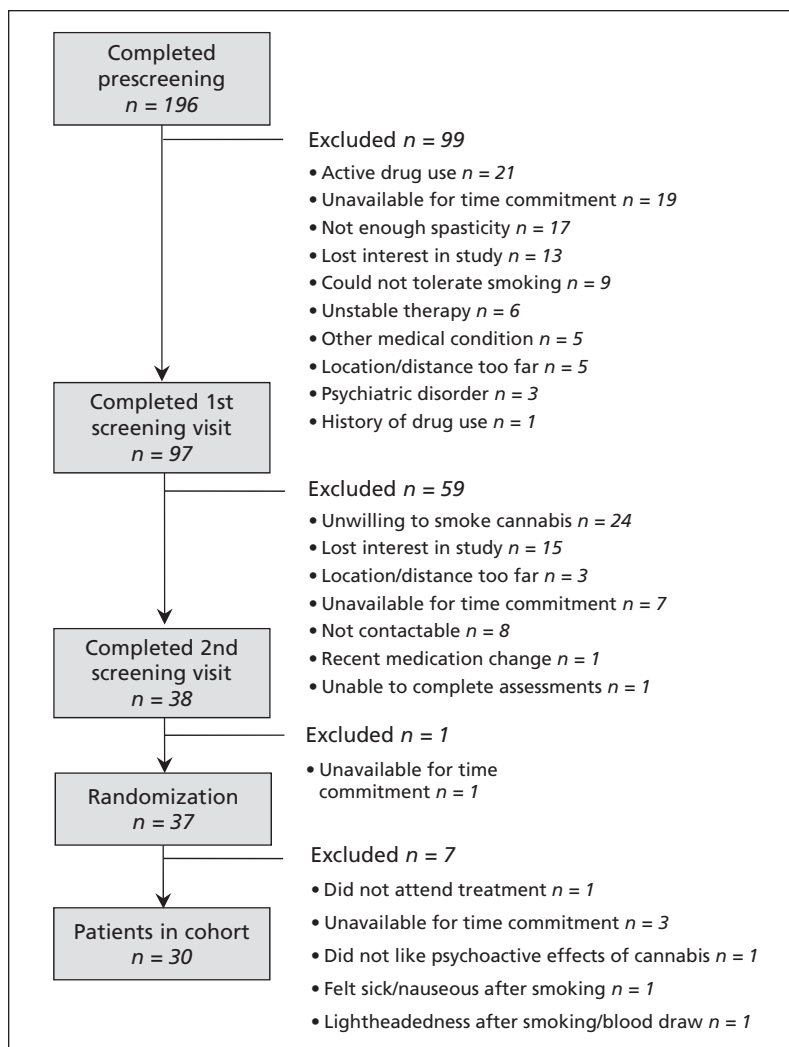 Completed
prescreening
n = 196
Excluded n = 99
• Active drug use n = 21
• Unavailable for time commitment n = 19
• Not enough spasticity n = 17
• Lost interest in study n = 13
• Could not tolerate smoking n = 9
• Unstable therapy n = 6
• Other medical condition n = 5
• Location/distance too far n = 5
• Psychiatric disorder n = 3
• History of drug use n = 1
Completed 1st
screening visit
n = 97
Excluded n = 59
• Unwilling to smoke cannabis n = 24
• Lost interest in study n = 15
• Location/distance too far n = 3
• Unavailable for time commitment n = 7
• Not contactable n = 8
• Recent medication change n = 1
• Unable to complete assessments n = 1
Completed 2nd
screening visit
n = 38
Excluded n = 1
• Unavailable for time
commitment n = 1
Randomization
n = 37
Excluded n = 7
• Did not attend treatment n = 1
• Unavailable for time commitment n = 3
• Did not like psychoactive effects of cannabis n = 1
• Felt sick/nauseous after smoking n = 1
• Lightheadedness after smoking/blood draw n = 1
Patients in cohort
n = 30